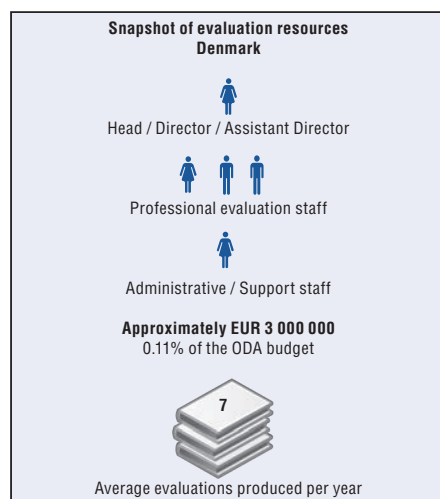 Snapshot of evaluation resources
Denmark
Head / Director / Assistant Director
Professional evaluation staff
Administrative / Support staff
Approximately EUR 3 000 000
0.11% of the ODA budget
7
Average evaluations produced per year